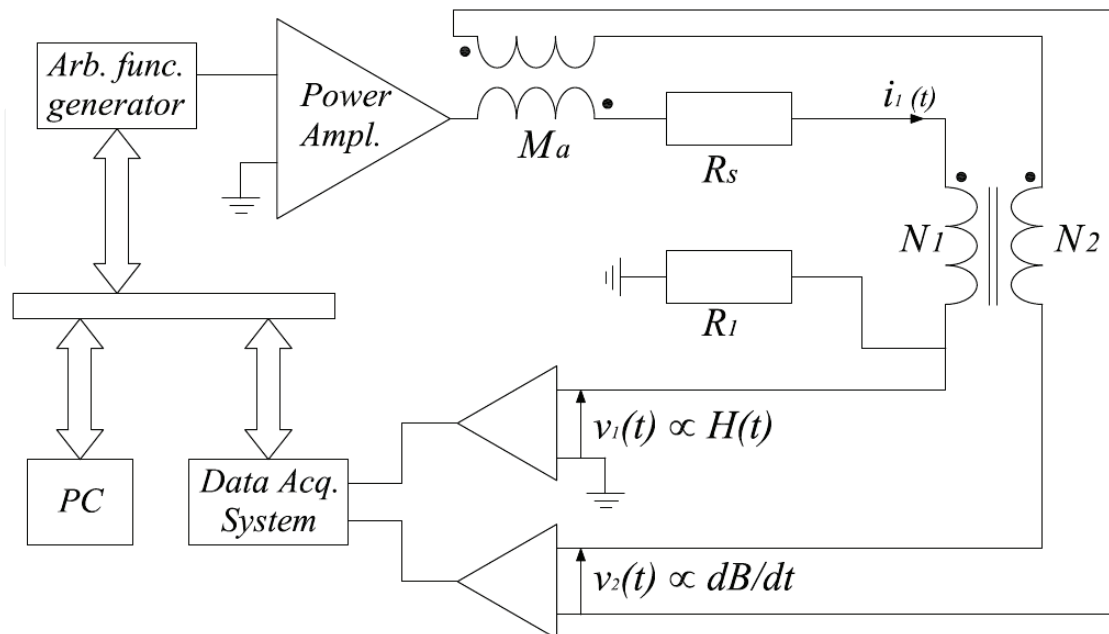 Arb. func.
generator
Power
Ampl.
Mₐ
Rₛ
i₁ (t)
N₁
N₂
R₁
v₁(t) ∝ H(t)
PC
Data Acq.
System
v₂(t) ∝ dB/dt